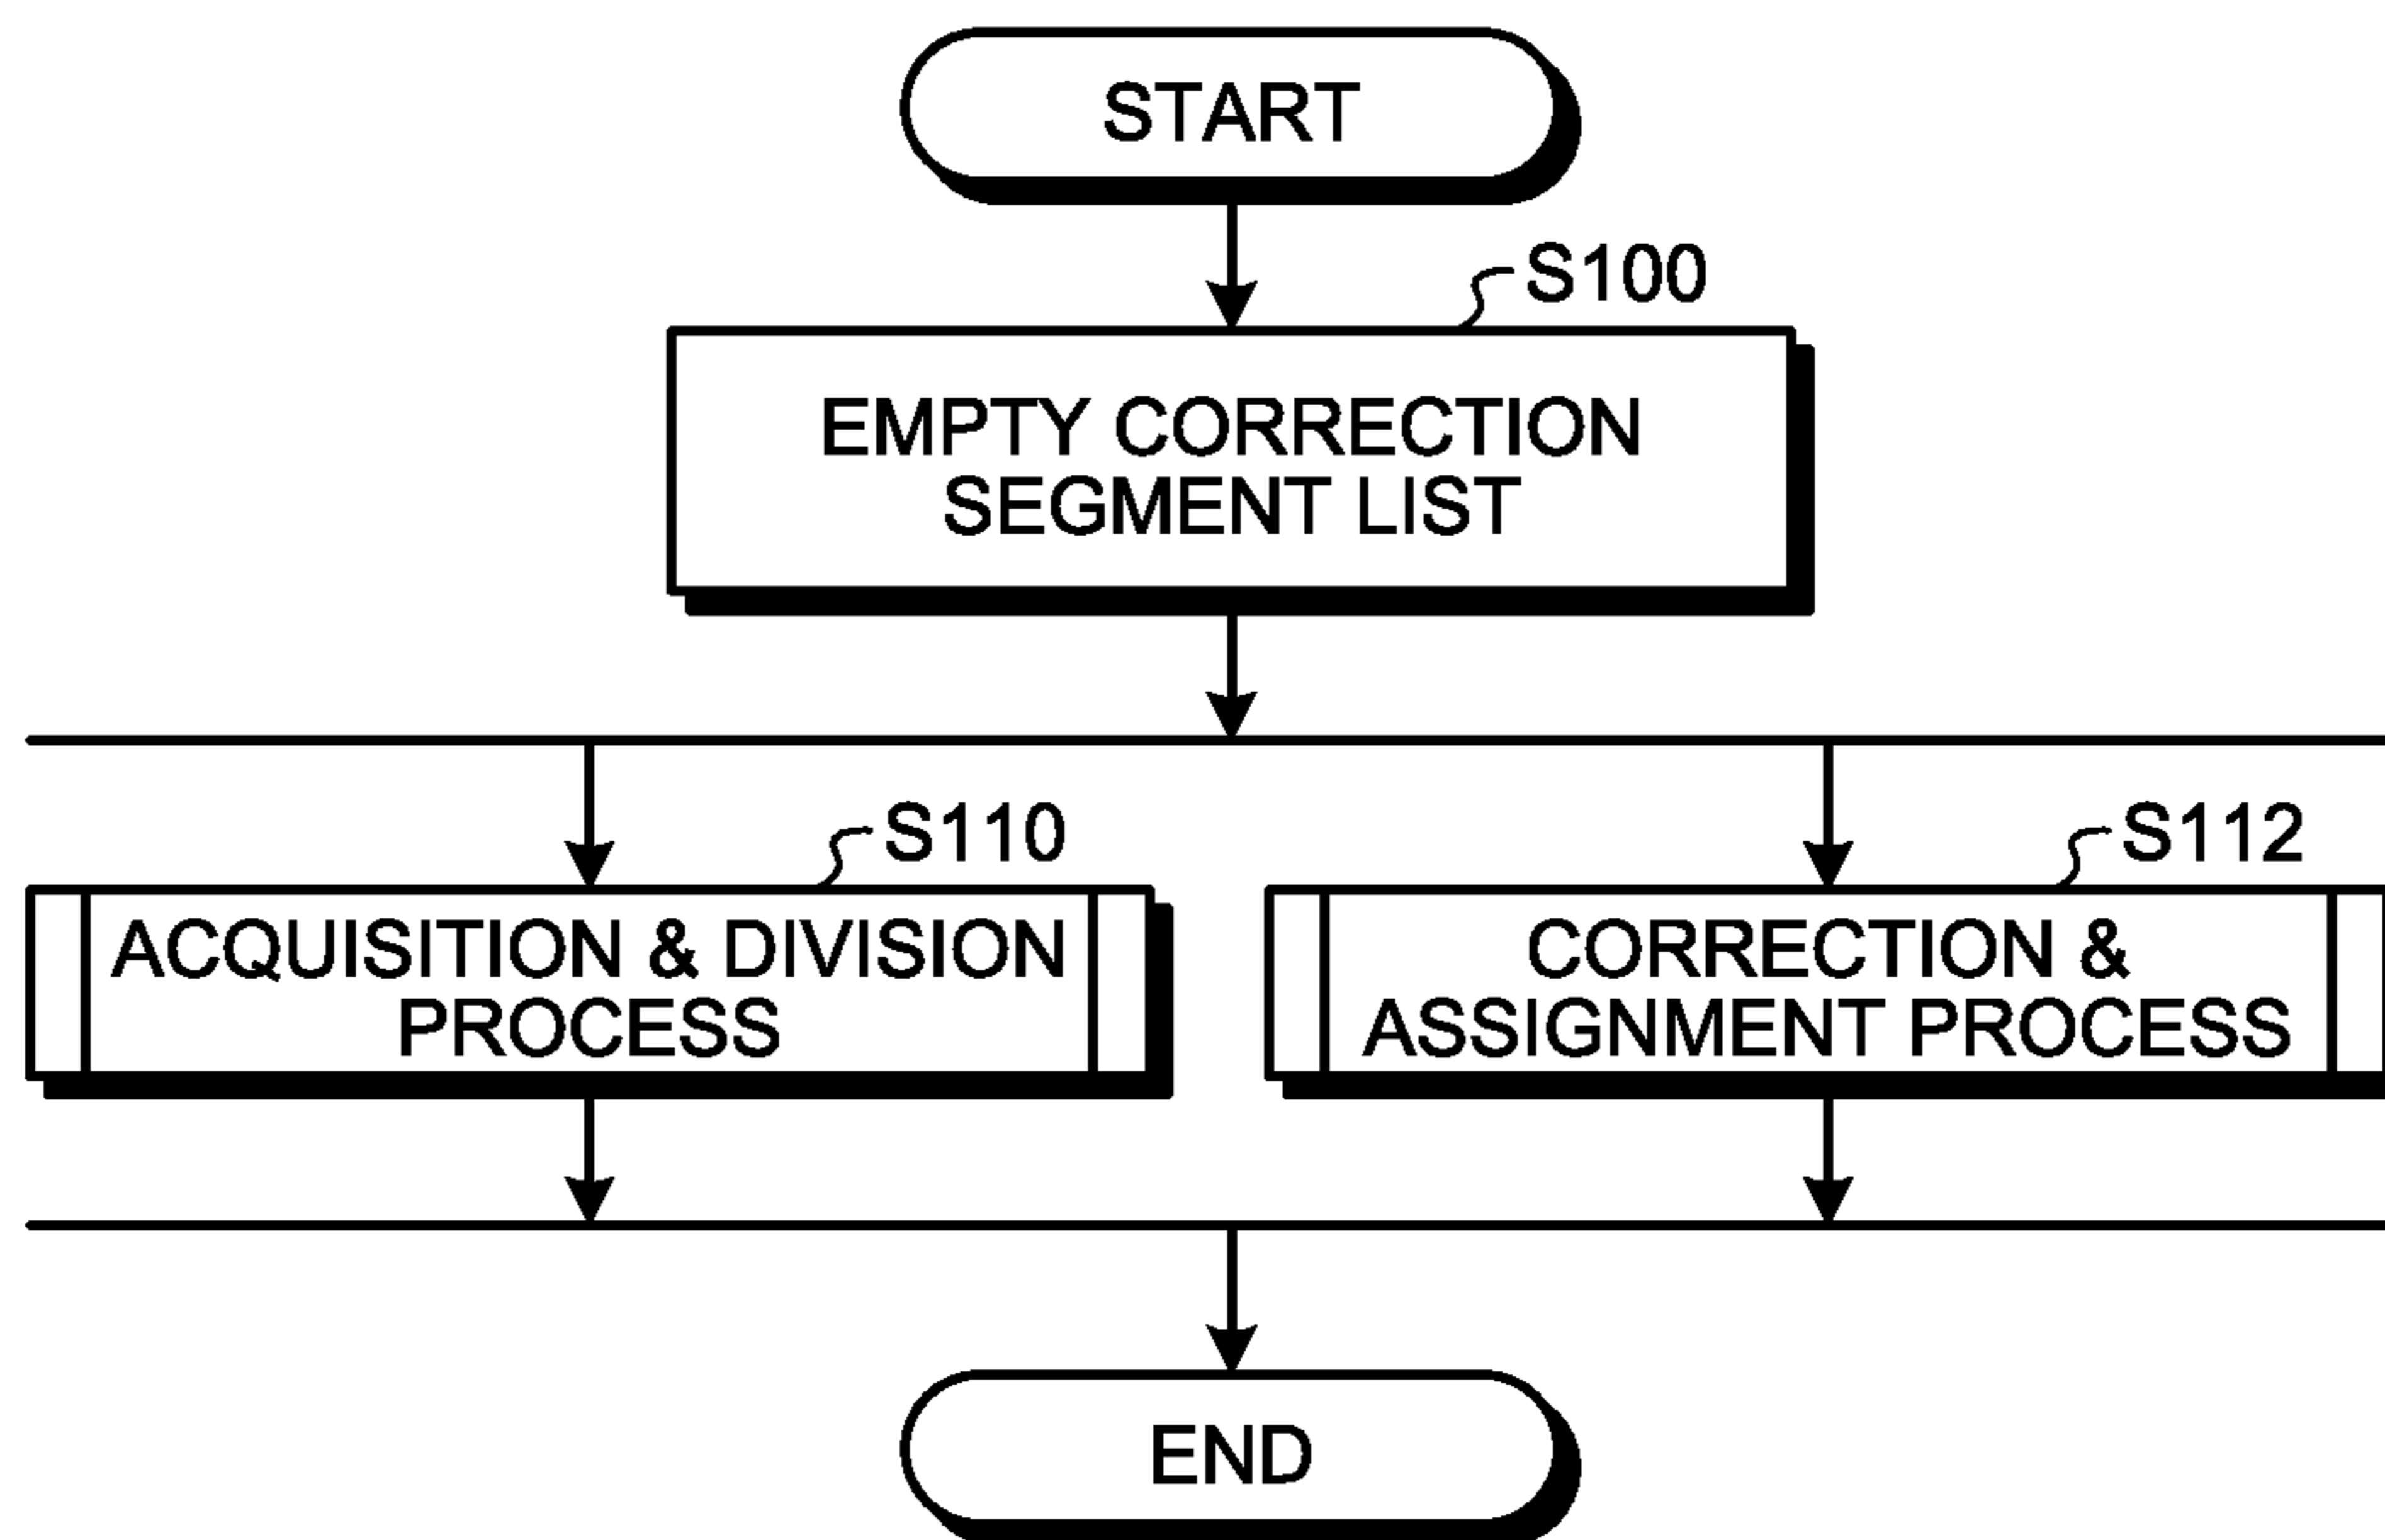 START
S100
EMPTY CORRECTION
SEGMENT LIST
S110
ACQUISITION & DIVISION
PROCESS
S112
CORRECTION &
ASSIGNMENT PROCESS
END